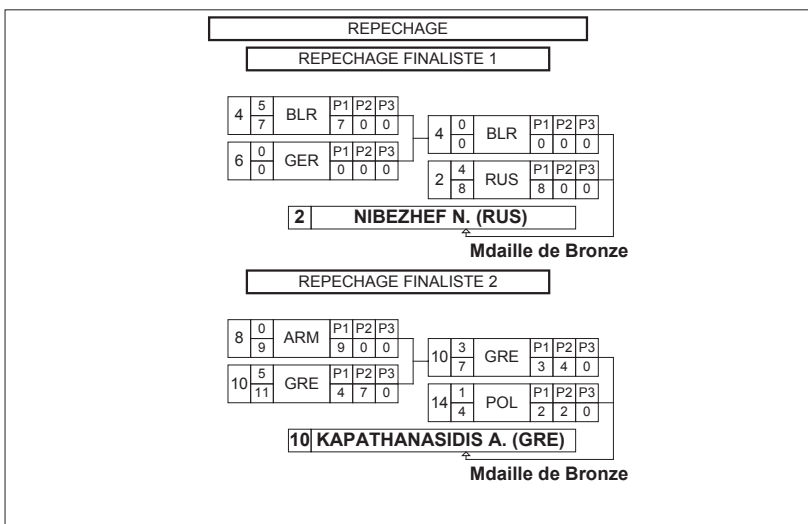 REPECHAGE
REPECHAGE FINALISTE 1
4 5 7 BLR P1 P2 P3 7 0 0
6 0 0 GER P1 P2 P3 0 0 0
4 0 0 BLR P1 P2 P3 0 0 0
2 4 8 RUS P1 P2 P3 8 0 0
2 NIBEZHEF N. (RUS)
Mdaille de Bronze
REPECHAGE FINALISTE 2
8 0 9 ARM P1 P2 P3 9 0 0
10 5 11 GRE P1 P2 P3 4 7 0
10 3 7 GRE P1 P2 P3 3 4 0
14 1 4 POL P1 P2 P3 2 2 0
10 KAPATHANASIDIS A. (GRE)
Mdaille de Bronze